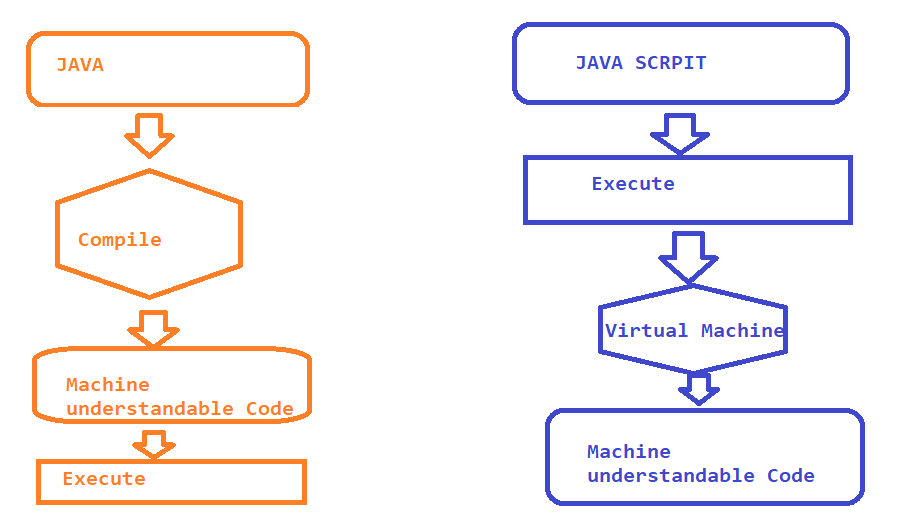 JAVA
Compile
Machine
understandable Code
Execute
JAVA SCRPIT
Execute
Virtual Machine
Machine
understandable Code